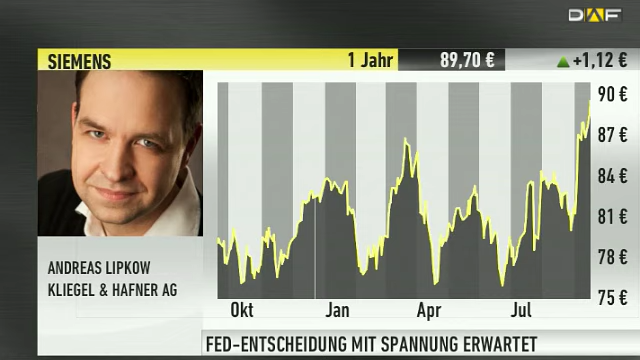 DAF
SIEMENS 1 Jahr 89,70 € +1,12 €
90 €
87 €
84 €
81 €
78 €
75 €
Okt Jan Apr Jul
ANDREAS LIPKOW
KLIEGEL & HAFNER AG
FED-ENTSCHEIDUNG MIT SPANNUNG ERWARTET